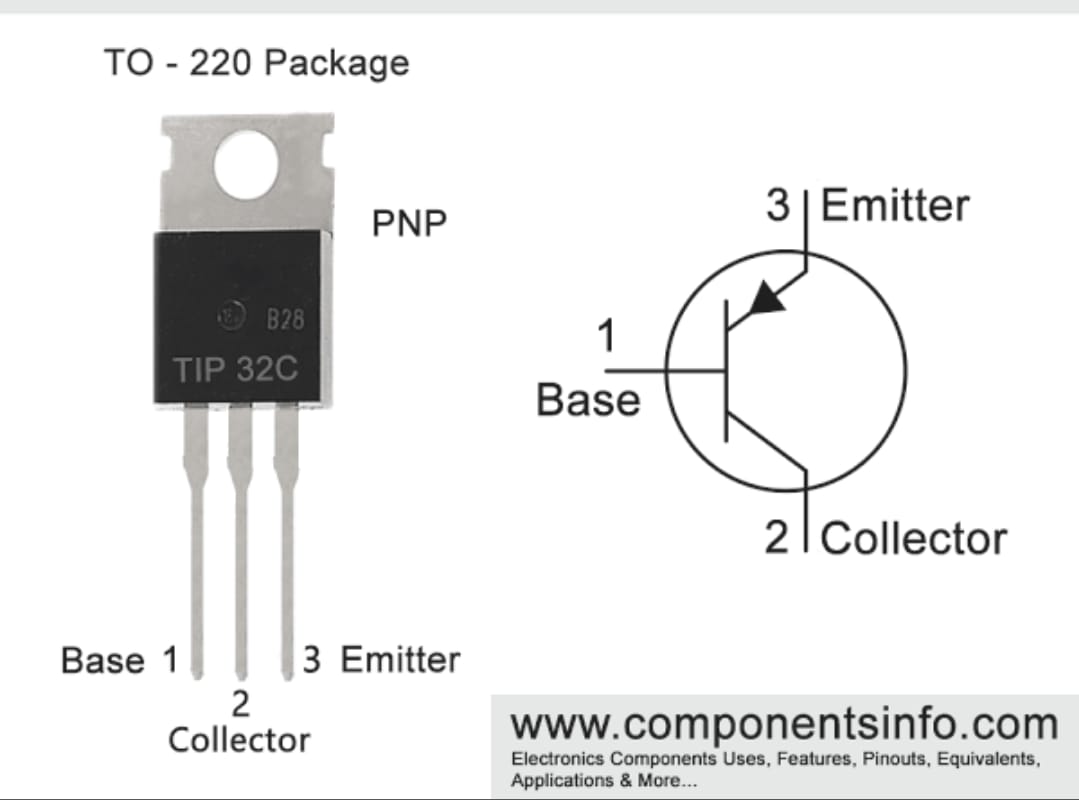 TO - 220 Package
PNP
B28
TIP 32C
Base 1
3 Emitter
2
Collector
3 Emitter
1
Base
2 Collector
www.componentsinfo.com
Electronics Components Uses, Features, Pinouts, Equivalents,
Applications & More...